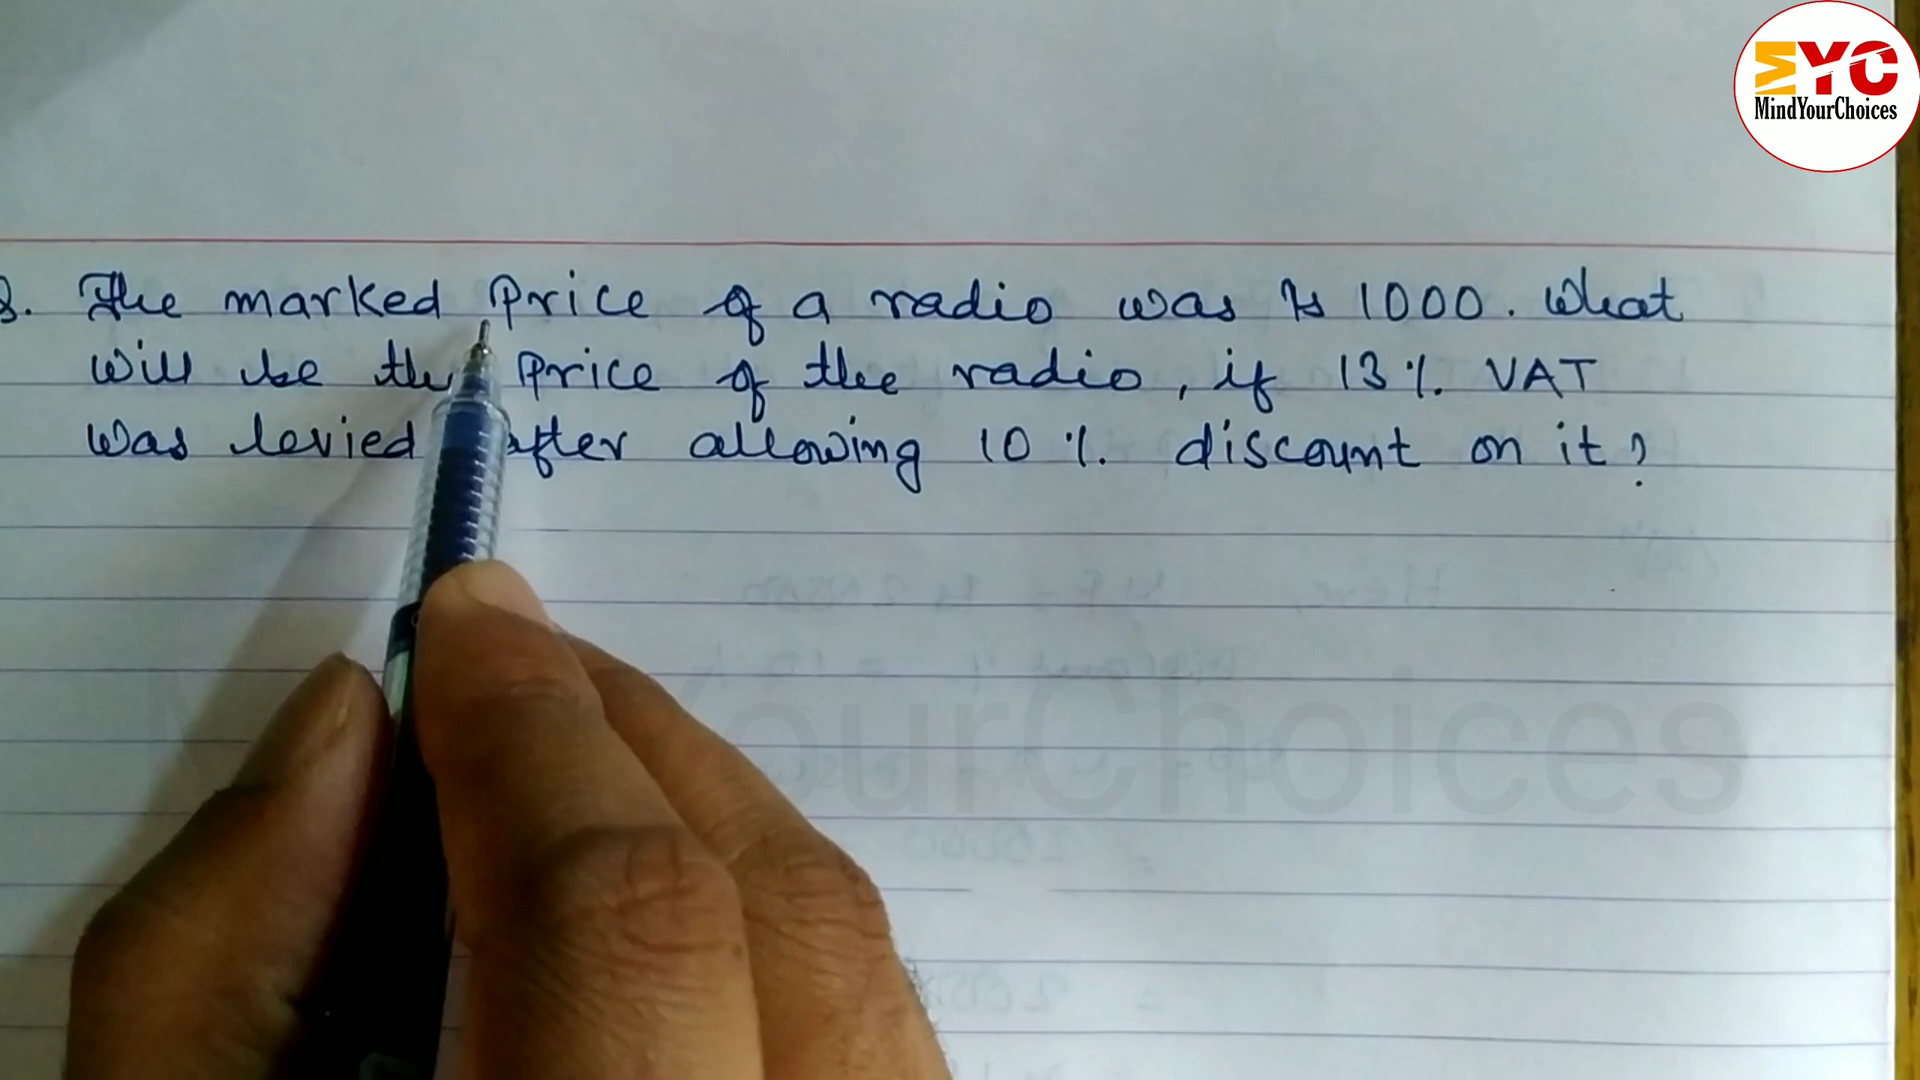 MYC
MindYourChoices
8. The marked price of a radio was Rs 1000. What
will be the price of the radio, if 13%. VAT
was levied after allowing 10%. discount on it?
YourChoices